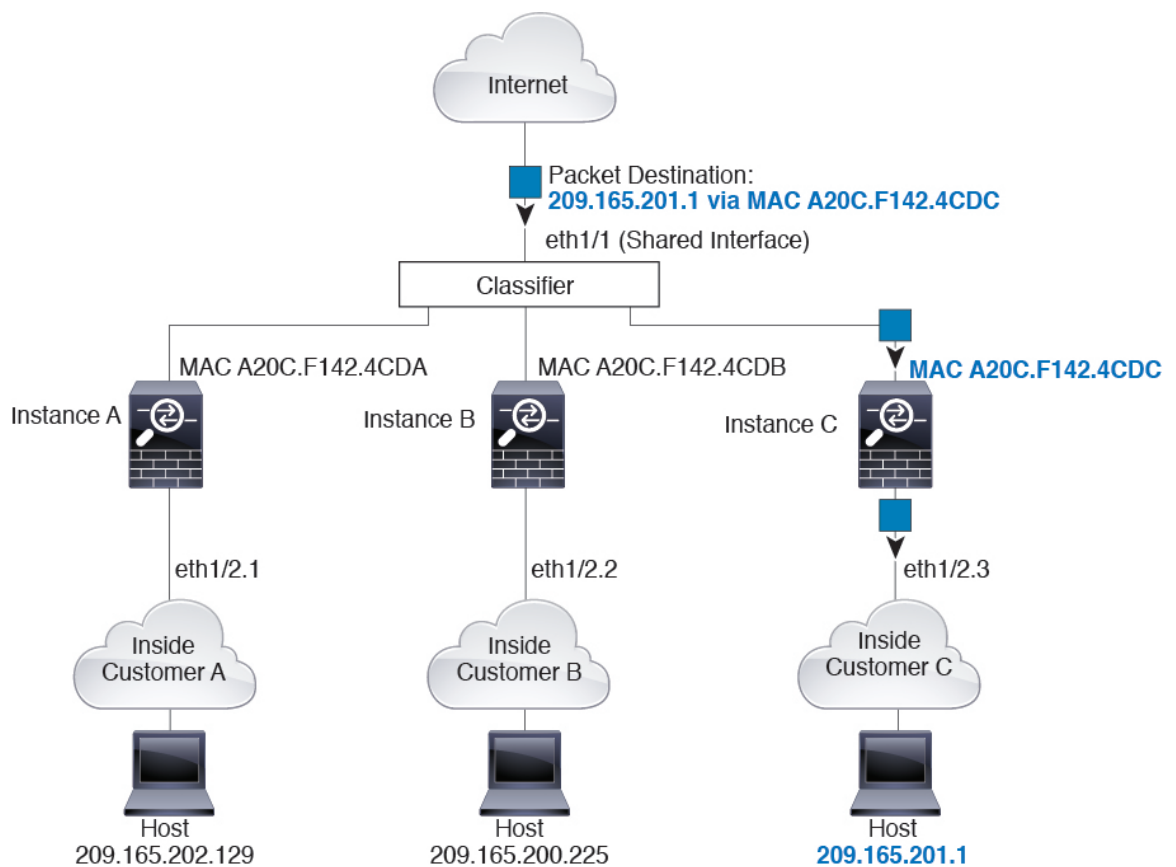 Internet
Packet Destination:
209.165.201.1 via MAC A20C.F142.4CDC
eth1/1 (Shared Interface)
Classifier
MAC A20C.F142.4CDA
MAC A20C.F142.4CDB
MAC A20C.F142.4CDC
Instance A
Instance B
Instance C
eth1/2.1
eth1/2.2
eth1/2.3
Inside
Customer A
Inside
Customer B
Inside
Customer C
Host
209.165.202.129
Host
209.165.200.225
Host
209.165.201.1